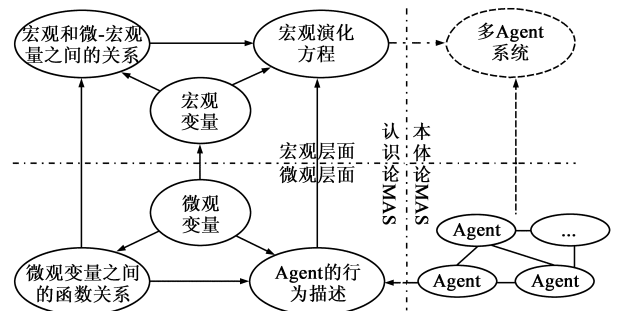 宏观和微-宏观
量之间的关系
宏观演化
方程
多Agent
系统
宏观
变量
宏观层面
微观层面
认识论MAS
本体论MAS
微观
变量
Agent
...
微观变量之间
的函数关系
Agent的行
为描述
Agent
Agent